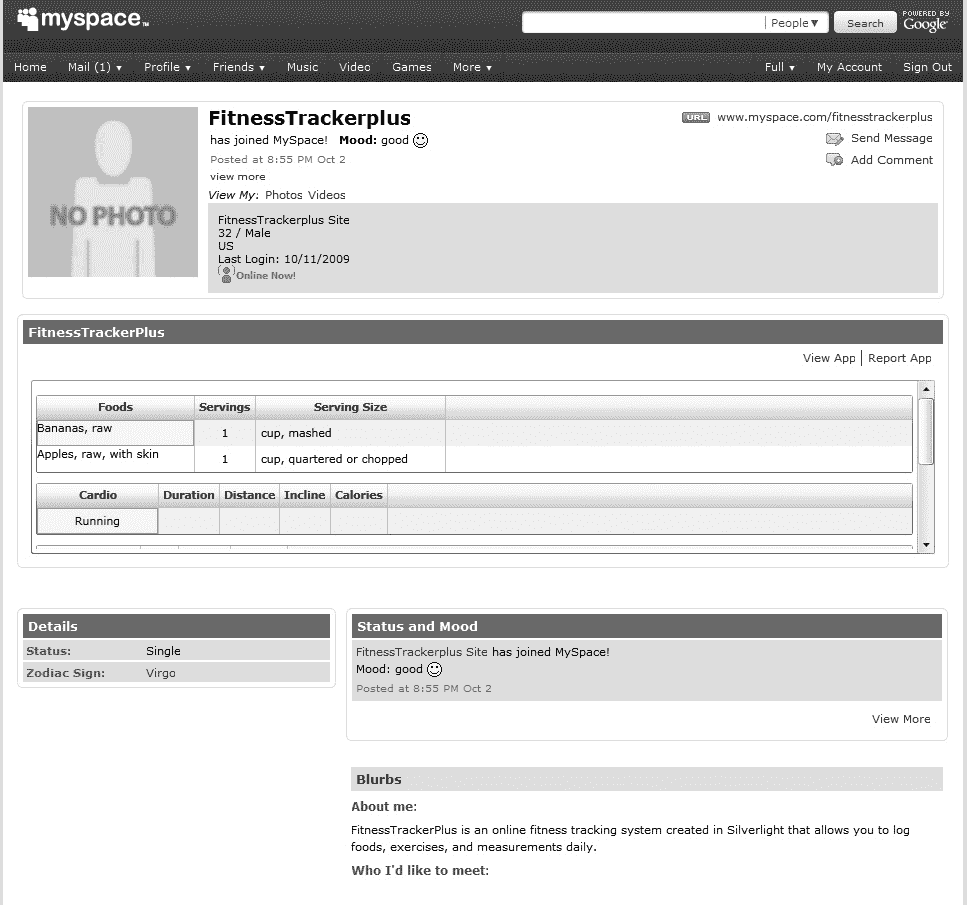 myspace™
People▼
Search
POWERED BY
Google
Home Mail (1) ▼ Profile ▼ Friends ▼ Music Video Games More ▼ Full ▼ My Account Sign Out
NO PHOTO
FitnessTrackerplus
has joined MySpace! Mood: good
Posted at 8:55 PM Oct 2
view more
View My: Photos Videos
URL www.myspace.com/fitnesstrackerplus
Send Message
Add Comment
FitnessTrackerplus Site
32 / Male
US
Last Login: 10/11/2009
Online Now!
FitnessTrackerPlus
View App | Report App
Foods Servings Serving Size
Bananas, raw 1 cup, mashed
Apples, raw, with skin 1 cup, quartered or chopped
Cardio Duration Distance Incline Calories
Running
Details
Status: Single
Zodiac Sign: Virgo
Status and Mood
FitnessTrackerplus Site has joined MySpace!
Mood: good
Posted at 8:55 PM Oct 2
View More
Blurbs
About me:
FitnessTrackerPlus is an online fitness tracking system created in Silverlight that allows you to log
foods, exercises, and measurements daily.
Who I'd like to meet: